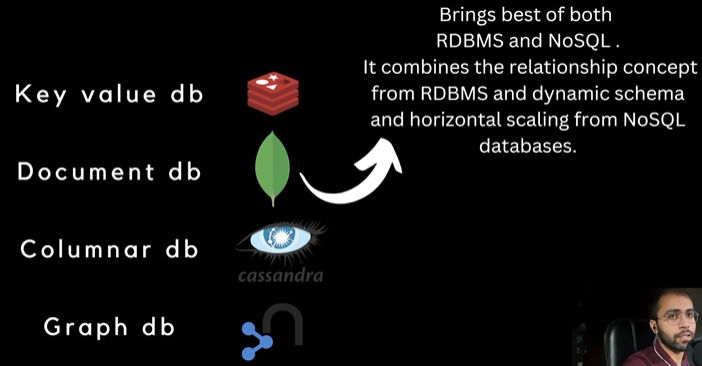 Brings best of both
RDBMS and NoSQL .
It combines the relationship concept
from RDBMS and dynamic schema
and horizontal scaling from NoSQL
databases.
Key value db
Document db
Columnar db
cassandra
Graph db